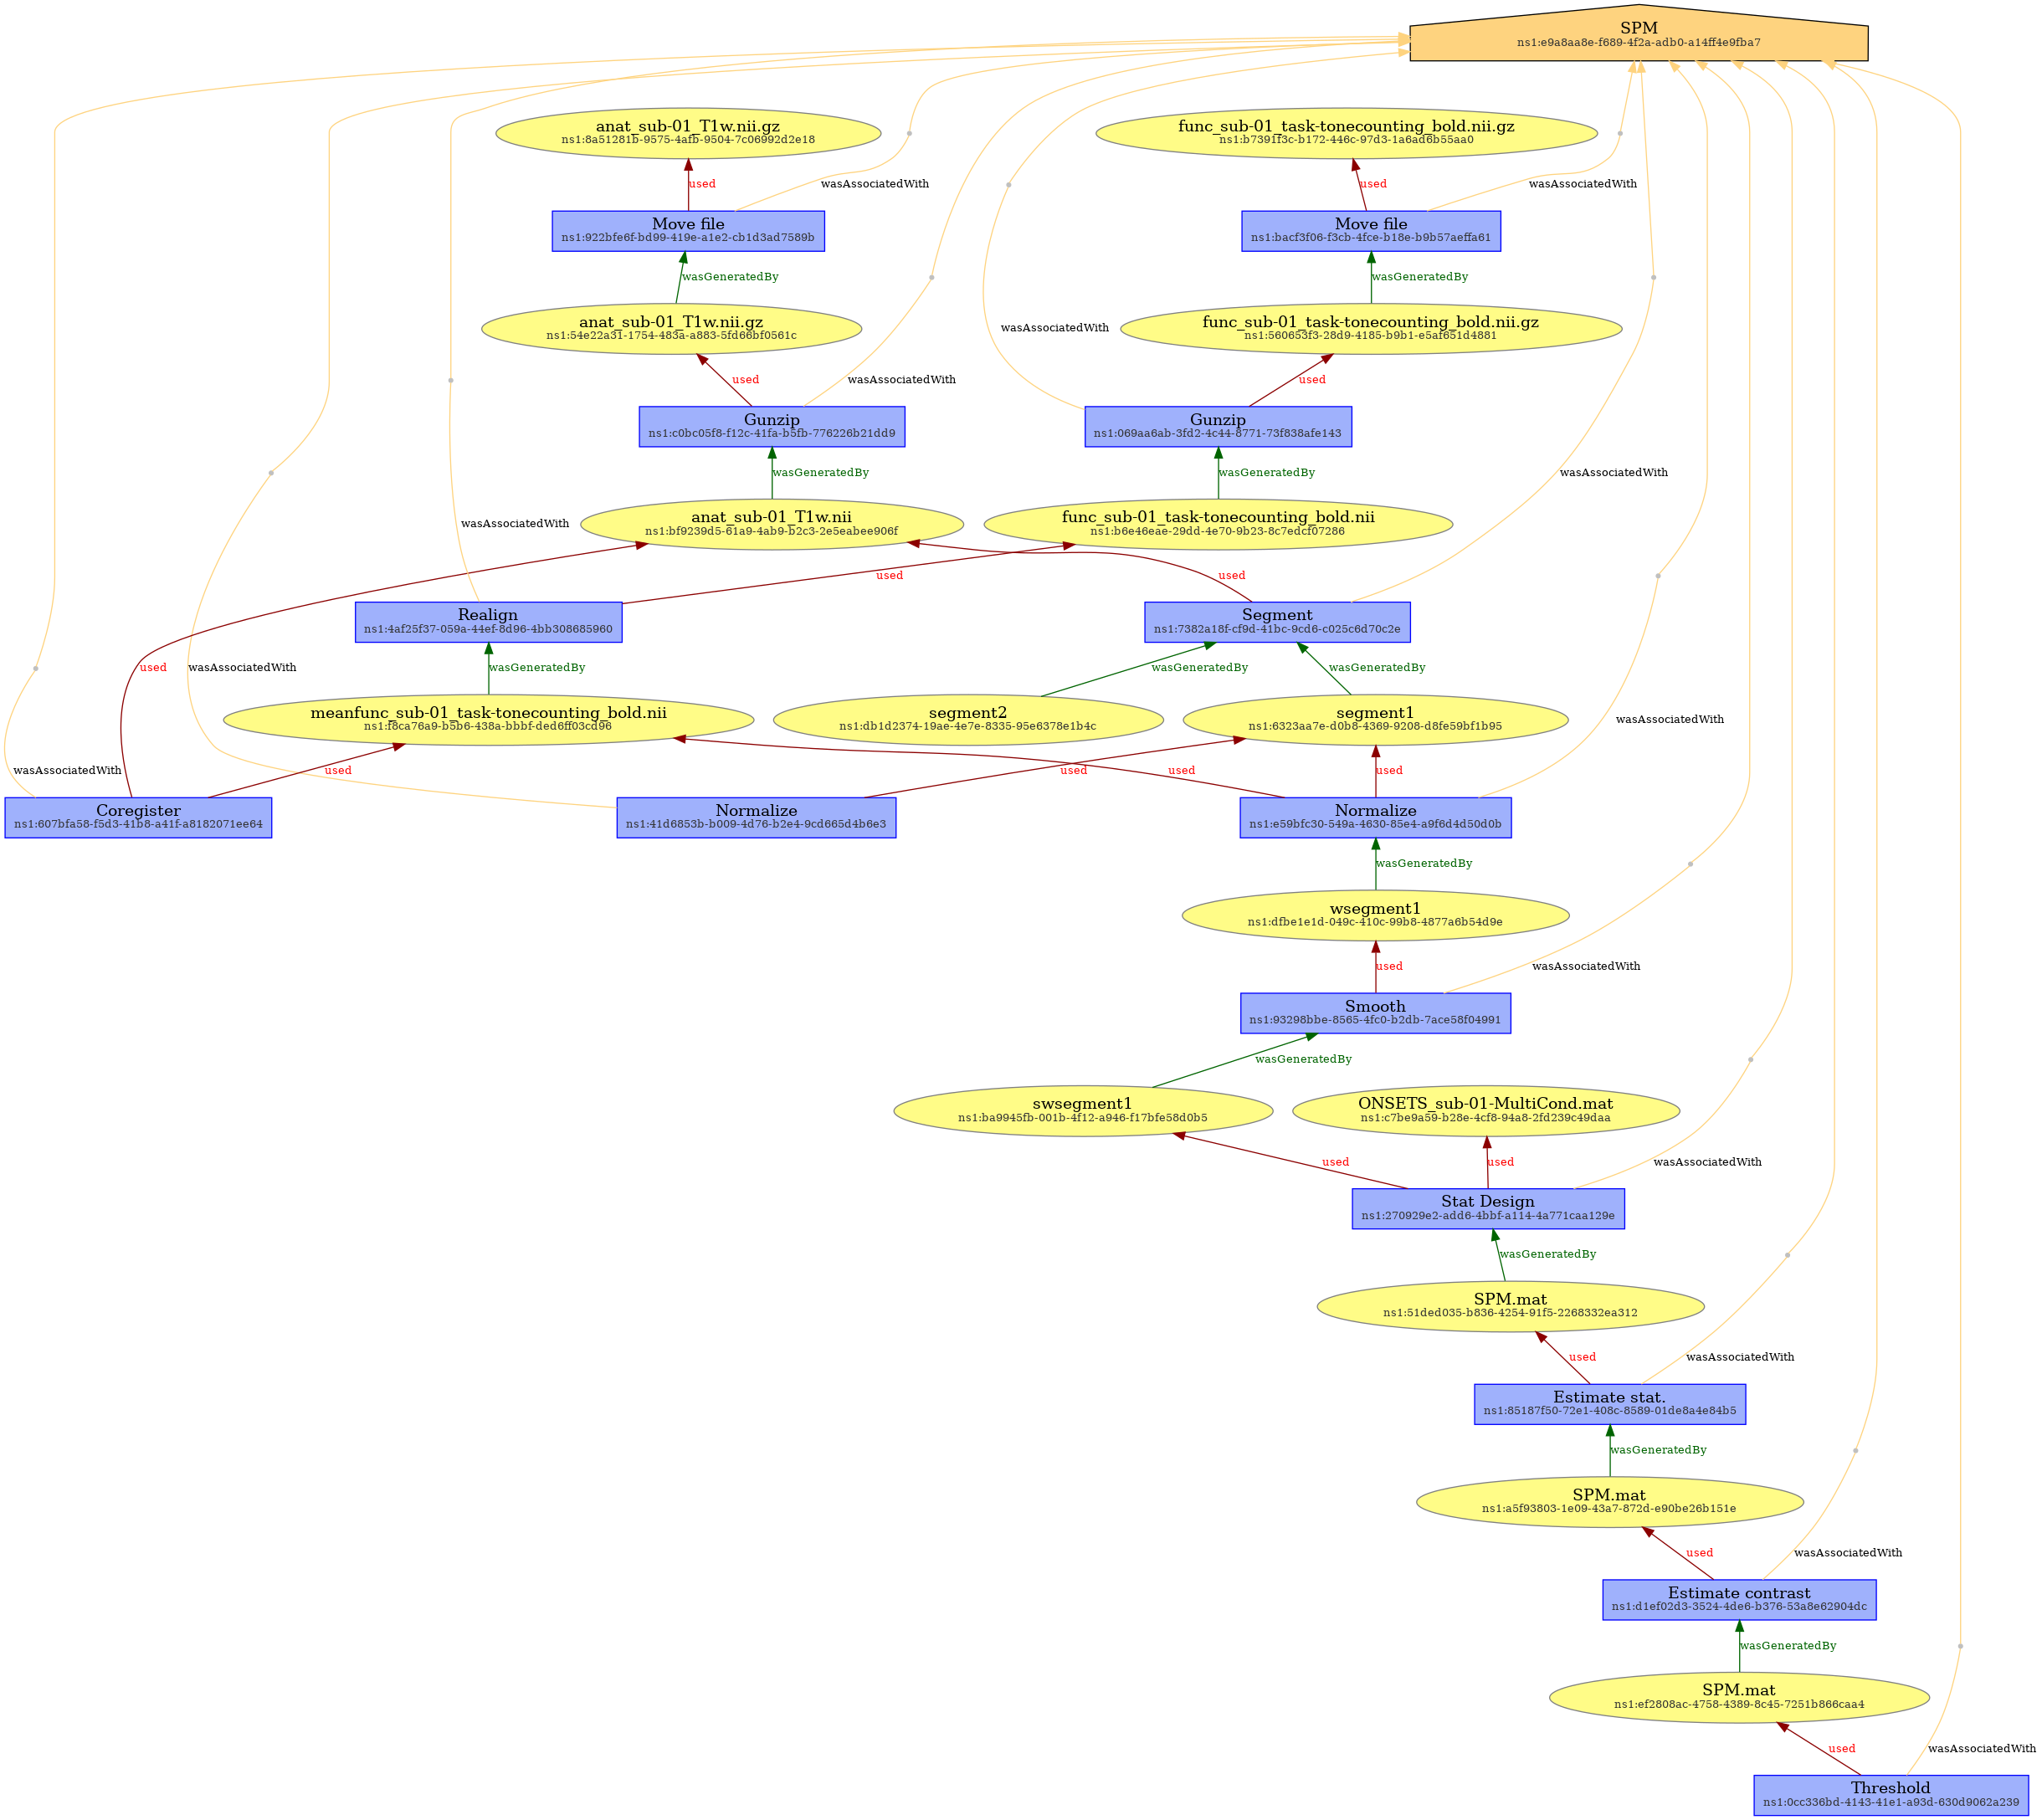 SPM
ns1:e9a8aa8e-f689-4f2a-adb0-a14ff4e9fba7
anat_sub-01_T1w.nii.gz
ns1:8a51281b-9575-4afb-9504-7c06992d2e18
func_sub-01_task-tonecounting_bold.nii.gz
ns1:b7391f3c-b172-446c-97d3-1a6ad6b55aa0
used
wasAssociatedWith
used
wasAssociatedWith
Move file
ns1:922bfe6f-bd99-419e-a1e2-cb1d3ad7589b
Move file
ns1:bacf3f06-f3cb-4fce-b18e-b9b57aeffa61
wasGeneratedBy
wasGeneratedBy
anat_sub-01_T1w.nii.gz
ns1:54e22a31-1754-483a-a883-5fd66bf0561c
wasAssociatedWith
func_sub-01_task-tonecounting_bold.nii.gz
ns1:560653f3-28d9-4185-b9b1-e5af651d4881
used
wasAssociatedWith
used
Gunzip
ns1:c0bc05f8-f12c-41fa-b5fb-776226b21dd9
Gunzip
ns1:069aa6ab-3fd2-4c44-8771-73f838afe143
wasGeneratedBy
wasGeneratedBy
wasAssociatedWith
wasAssociatedWith
anat_sub-01_T1w.nii
ns1:bf9239d5-61a9-4ab9-b2c3-2e5eabee906f
func_sub-01_task-tonecounting_bold.nii
ns1:b6e46eae-29dd-4e70-9b23-8c7edcf07286
used
used
Realign
ns1:4af25f37-059a-44ef-8d96-4bb308685960
Segment
ns1:7382a18f-cf9d-41bc-9cd6-c025c6d70c2e
used
wasAssociatedWith
wasGeneratedBy
wasGeneratedBy
wasGeneratedBy
meanfunc_sub-01_task-tonecounting_bold.nii
ns1:f8ca76a9-b5b6-438a-bbbf-ded6ff03cd96
segment2
ns1:db1d2374-19ae-4e7e-8335-95e6378e1b4c
segment1
ns1:6323aa7e-d0b8-4369-9208-d8fe59bf1b95
wasAssociatedWith
wasAssociatedWith
used
used
used
used
Coregister
ns1:607bfa58-f5d3-41b8-a41f-a8182071ee64
Normalize
ns1:41d6853b-b009-4d76-b2e4-9cd665d4b6e3
Normalize
ns1:e59bfc30-549a-4630-85e4-a9f6d4d50d0b
wasGeneratedBy
wsegment1
ns1:dfbe1e1d-049c-410c-99b8-4877a6b54d9e
used
wasAssociatedWith
Smooth
ns1:93298bbe-8565-4fc0-b2db-7ace58f04991
wasGeneratedBy
swsegment1
ns1:ba9945fb-001b-4f12-a946-f17bfe58d0b5
ONSETS_sub-01-MultiCond.mat
ns1:c7be9a59-b28e-4cf8-94a8-2fd239c49daa
used
used
wasAssociatedWith
Stat Design
ns1:270929e2-add6-4bbf-a114-4a771caa129e
wasGeneratedBy
SPM.mat
ns1:51ded035-b836-4254-91f5-2268332ea312
used
wasAssociatedWith
Estimate stat.
ns1:85187f50-72e1-408c-8589-01de8a4e84b5
wasGeneratedBy
SPM.mat
ns1:a5f93803-1e09-43a7-872d-e90be26b151e
used
wasAssociatedWith
Estimate contrast
ns1:d1ef02d3-3524-4de6-b376-53a8e62904dc
wasGeneratedBy
SPM.mat
ns1:ef2808ac-4758-4389-8c45-7251b866caa4
used
wasAssociatedWith
Threshold
ns1:0cc336bd-4143-41e1-a93d-630d9062a239